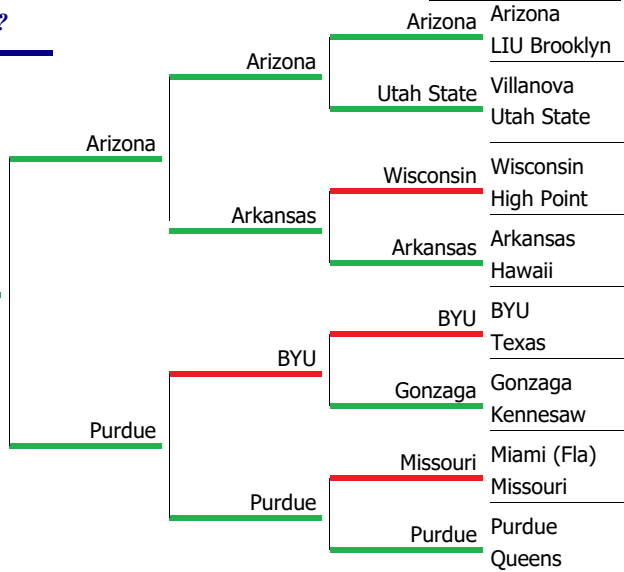 ?
Arizona
Arizona
LIU Brooklyn
Arizona
Villanova
Utah State
Utah State
Arizona
Wisconsin
Wisconsin
High Point
Arkansas
Arkansas
Arkansas
Hawaii
BYU
BYU
Texas
BYU
Gonzaga
Gonzaga
Kennesaw
Purdue
Missouri
Miami (Fla)
Missouri
Purdue
Purdue
Purdue
Queens